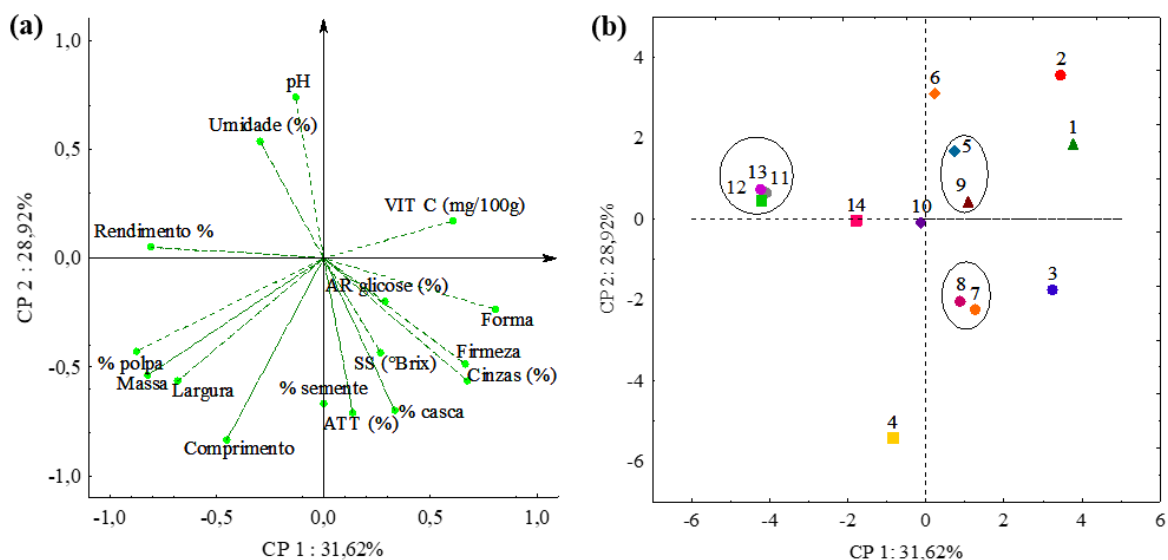 (a)
1,0
0,5
0,0
-0,5
-1,0
CP 2 : 28,92%
pH
Umidade (%)
VIT C (mg/100g)
Rendimento %
AR glicose (%)
Forma
Firmeza
% polpa
SS (°Brix)
Cinzas (%)
Massa
Largura
% semente
% casca
ATT (%)
Comprimento
-1,0 -0,5 0,0 0,5 1,0
CP 1 : 31,62%
(b)
4
2
0
-2
-4
-6
CP 2: 28,92%
2
6
1
5
13 11
12
9
14
10
3
8 7
4
-6 -4 -2 0 2 4 6
CP 1: 31,62%